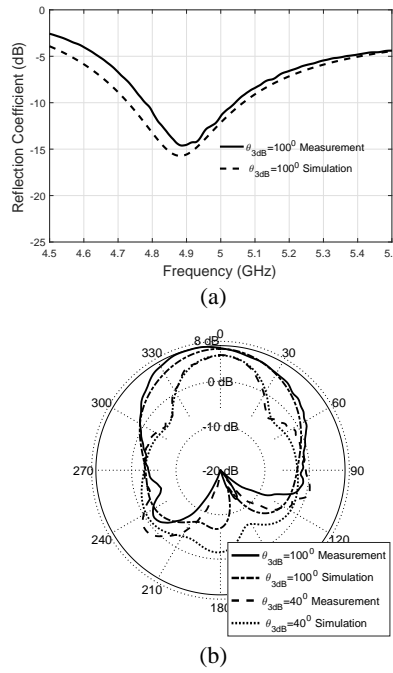 0
-5
-10
-15
-20
-25
Reflection Coefficient (dB)
θ3dB=100⁰ Measurement
θ3dB=100⁰ Simulation
4.5 4.6 4.7 4.8 4.9 5 5.1 5.2 5.3 5.4 5.
Frequency (GHz)
(a)
0
8 dB
330 30
0 dB
300 60
-10 dB
270 -20 dB 90
240 120
210
180
θ3dB=100⁰ Measurement
θ3dB=100⁰ Simulation
θ3dB=40⁰ Measurement
θ3dB=40⁰ Simulation
(b)